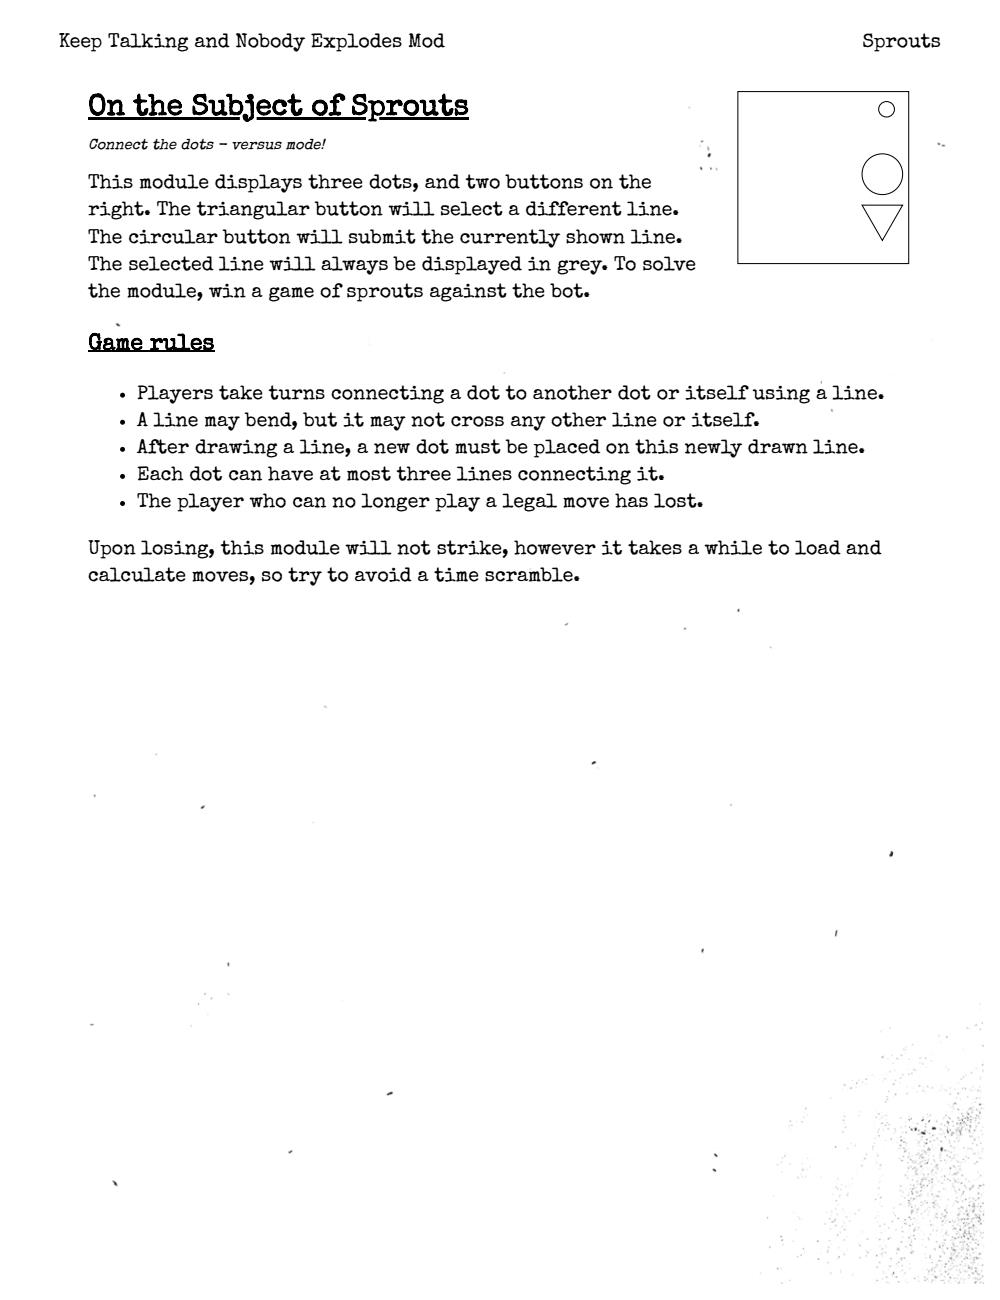 Keep Talking and Nobody Explodes Mod
Sprouts
On the Subject of Sprouts
Connect the dots - versus mode!
This module displays three dots, and two buttons on the
right. The triangular button will select a different line.
The circular button will submit the currently shown line.
The selected line will always be displayed in grey. To solve
the module, win a game of sprouts against the bot.
Game rules
• Players take turns connecting a dot to another dot or itself using a line.
• A line may bend, but it may not cross any other line or itself.
• After drawing a line, a new dot must be placed on this newly drawn line.
• Each dot can have at most three lines connecting it.
• The player who can no longer play a legal move has lost.
Upon losing, this module will not strike, however it takes a while to load and
calculate moves, so try to avoid a time scramble.